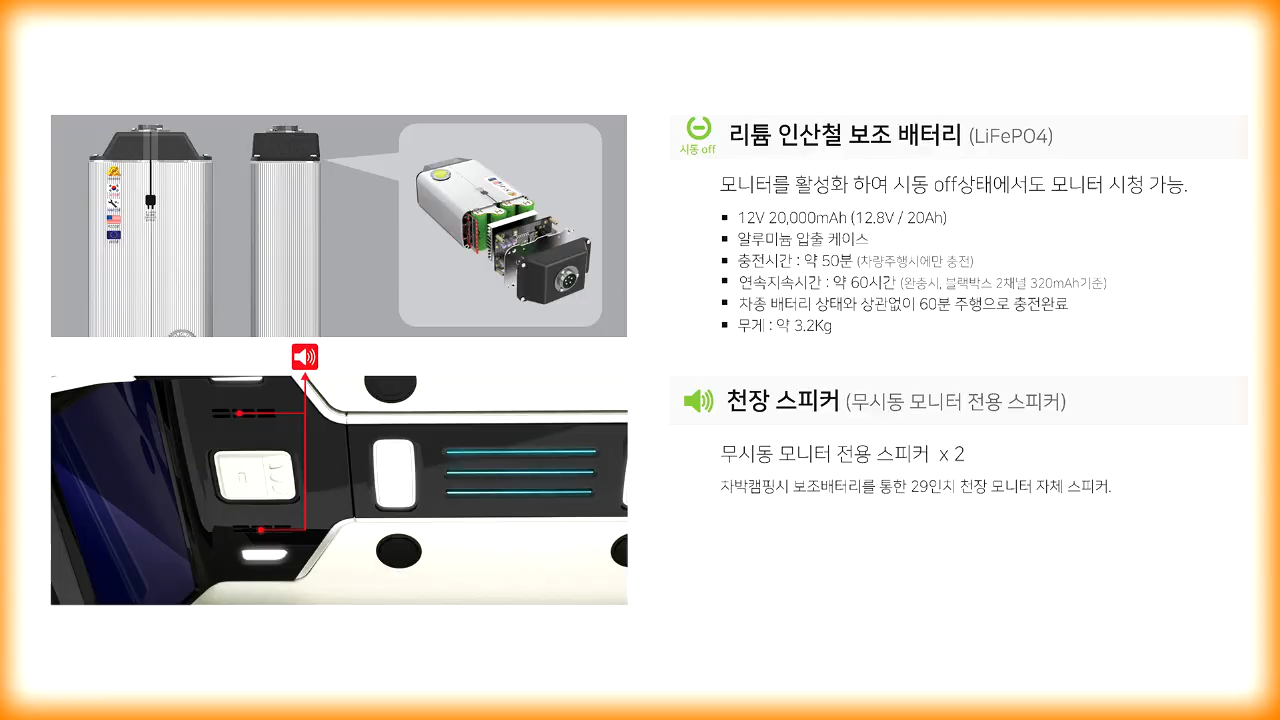 시동 off
리튬 인산철 보조 배터리 (LiFePO4)
모니터를 활성화 하여 시동 off상태에서도 모니터 시청 가능.
▪ 12V 20,000mAh (12.8V / 20Ah)
▪ 알루미늄 압출 케이스
▪ 충전시간 : 약 50분 (차량주행시에만 충전)
▪ 연속지속시간 : 약 60시간 (완충시, 블랙박스 2채널 320mAh기준)
▪ 차종 배터리 상태와 상관없이 60분 주행으로 충전완료
▪ 무게 : 약 3.2Kg
천장 스피커 (무시동 모니터 전용 스피커)
무시동 모니터 전용 스피커 x 2
차박캠핑시 보조배터리를 통한 29인치 천장 모니터 자체 스피커.